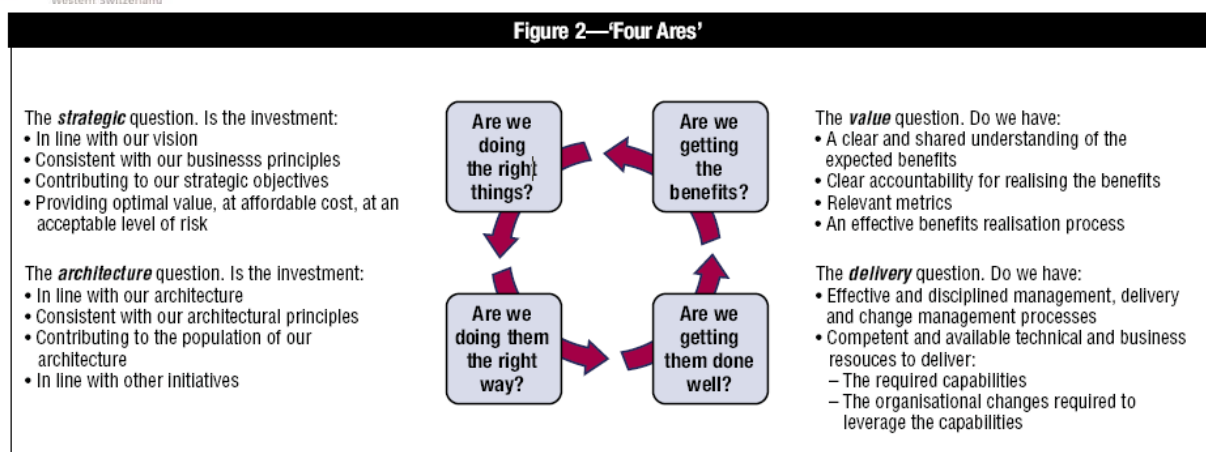 Western Switzerland
Figure 2—‘Four Ares’
The strategic question. Is the investment:
• In line with our vision
• Consistent with our businesss principles
• Contributing to our strategic objectives
• Providing optimal value, at affordable cost, at an
acceptable level of risk
The architecture question. Is the investment:
• In line with our architecture
• Consistent with our architectural principles
• Contributing to the population of our
architecture
• In line with other initiatives
Are we
doing
the right
things?
Are we
getting
the
benefits?
Are we
doing them
the right
way?
Are we
getting
them done
well?
The value question. Do we have:
• A clear and shared understanding of the
expected benefits
• Clear accountability for realising the benefits
• Relevant metrics
• An effective benefits realisation process
The delivery question. Do we have:
• Effective and disciplined management, delivery
and change management processes
• Competent and available technical and business
resouces to deliver:
– The required capabilities
– The organisational changes required to
leverage the capabilities